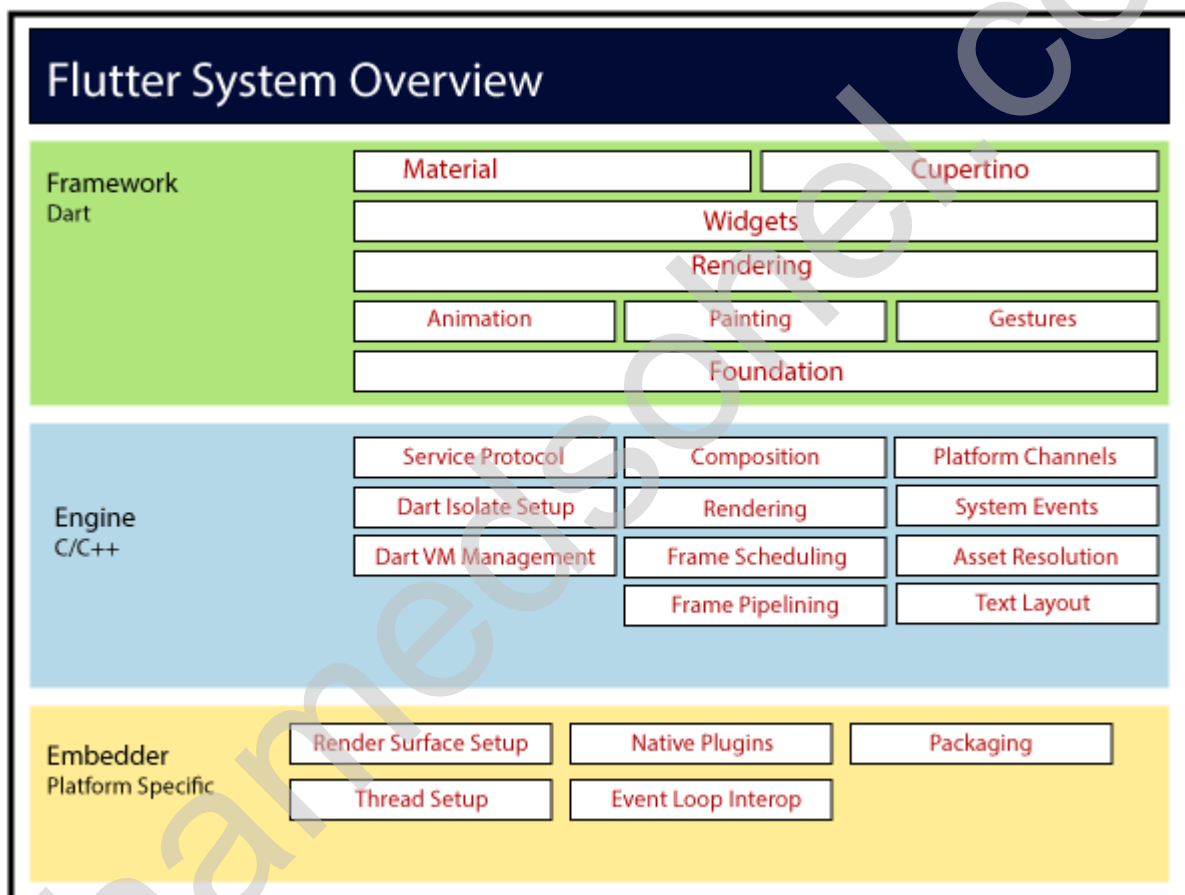 Flutter System Overview
Framework
Dart
Material
Cupertino
Widgets
Rendering
Animation
Painting
Gestures
Foundation
Engine
C/C++
Service Protocol
Composition
Platform Channels
Dart Isolate Setup
Rendering
System Events
Dart VM Management
Frame Scheduling
Asset Resolution
Frame Pipelining
Text Layout
Embedder
Platform Specific
Render Surface Setup
Native Plugins
Packaging
Thread Setup
Event Loop Interop
hamedsohel.co